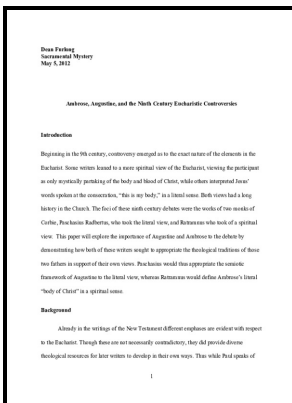 Dean Furlong
Sacramental Mystery
May 5, 2012
Ambrose, Augustine, and the Ninth Century Eucharistic Controversies
Introduction
Beginning in the 9th century, controversy emerged as to the exact nature of the elements in the
Eucharist. Some writers leaned to a more spiritual view of the Eucharist, viewing the participant
as only mystically partaking of the body and blood of Christ, while others interpreted Jesus'
words spoken at the consecration, "this is my body," in a literal sense. Both views had a long
history in the Church. The foci of these ninth century debates were the works of two monks of
Corbie, Paschasius Radbertus, who took the literal view, and Ratramnus who took of a spiritual
view. This paper will explore the importance of Augustine and Ambrose to the debate by
demonstrating how both of these writers sought to appropriate the theological traditions of those
two fathers in support of their own views. Paschasius would thus appropriate the semiotic
framework of Augustine to the literal view, whereas Ratramnus would define Ambrose's literal
"body of Christ" in a spiritual sense.
Background
Already in the writings of the New Testament different emphases are evident with respect
to the Eucharist. Though these are not necessarily contradictory, they did provide diverse
theological resources for later writers to develop in their own ways. Thus while Paul speaks of
1